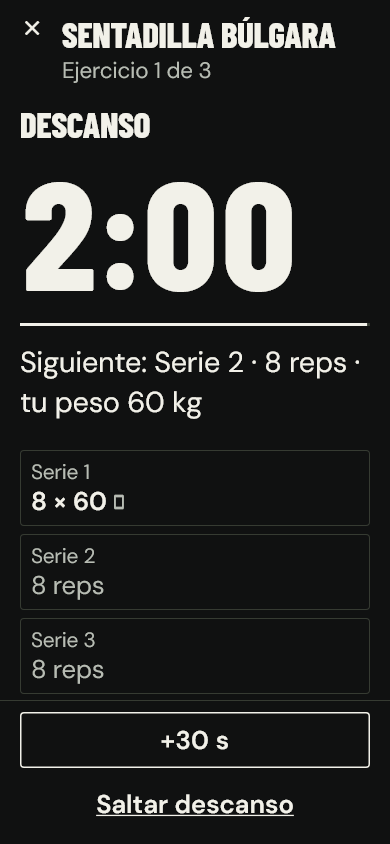 ×
SENTADILLA BÚLGARA
Ejercicio 1 de 3
DESCANSO
2:00
Siguiente: Serie 2 · 8 reps ·
tu peso 60 kg
Serie 1
8 × 60
Serie 2
8 reps
Serie 3
8 reps
+30 s
Saltar descanso